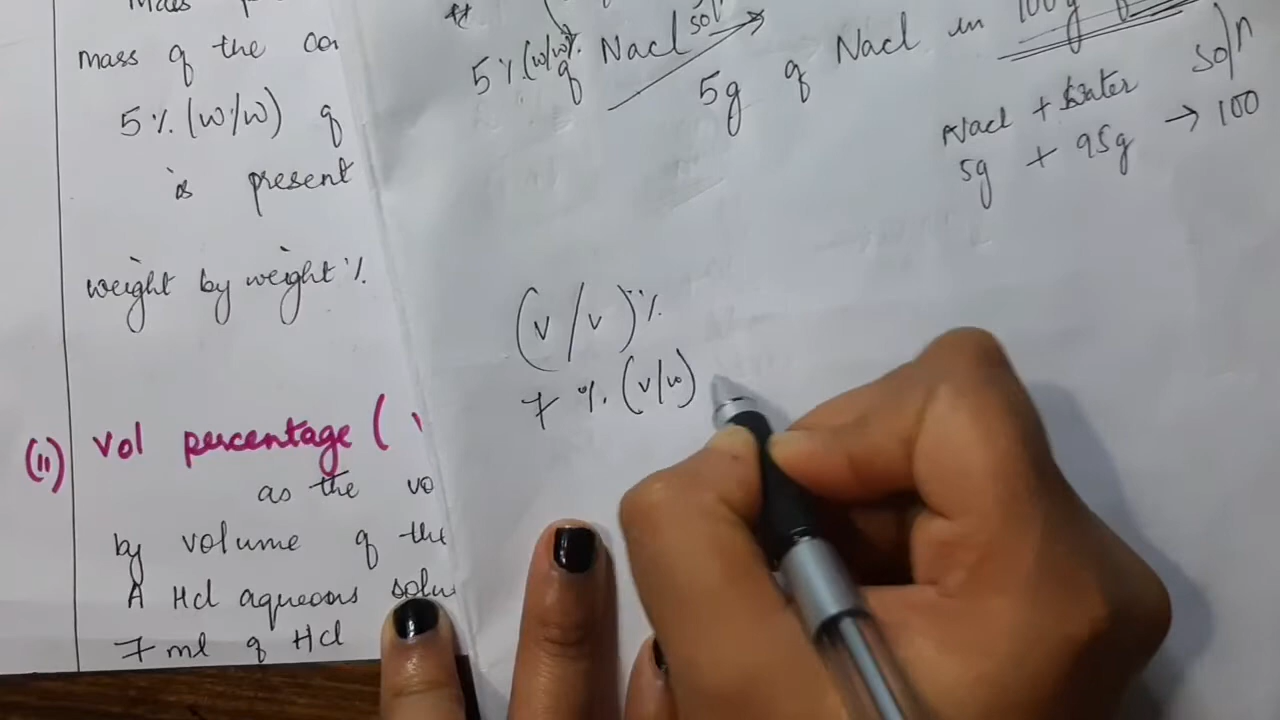 mass of the
5%(w/w) of
is present
weight by weight %
(ii) vol percentage (
as the vo
by volume of the
A Hcl aqueous solu
7 ml of Hcl
5%(w/w) of Nacl soln
5g of Nacl in 100g
Nacl + Water soln
5g + 95g → 100
(v/v)%
7 %. (v/v)